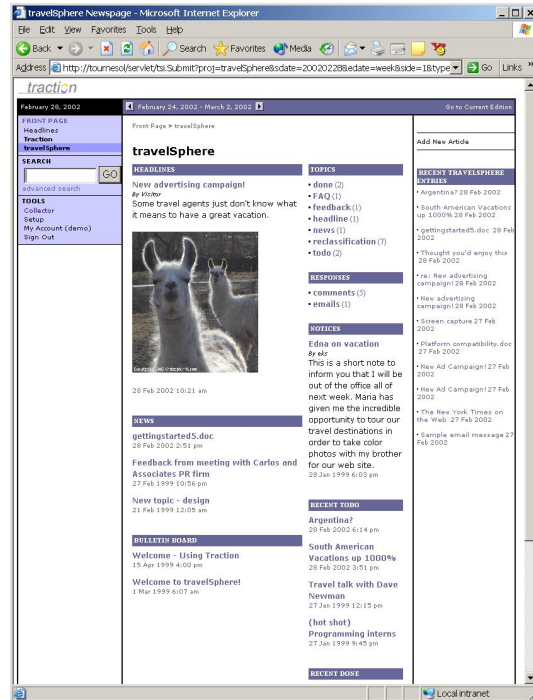 travelSphere Newspage - Microsoft Internet Explorer
File Edit View Favorites Tools Help
Back Search Favorites Media
Address http://tournesol/servlet/tsi.Submit?proj=travelSphere&sdate=20020228&edate=week&side=1&type Go Links »
traction
February 28, 2002 February 24, 2002 - March 2, 2002 Go to Current Edition
FRONT PAGE
Headlines
Traction
travelSphere
SEARCH
GO
advanced search
TOOLS
Collector
Setup
My Account (demo)
Sign Out
Front Page > travelSphere
travelSphere
HEADLINES
New advertising campaign!
By Visitor
Some travel agents just don't know what
it means to have a great vacation.
28 Feb 2002 10:21 am
NEWS
gettingstarted5.doc
28 Feb 2002 2:51 pm
Feedback from meeting with Carlos and
Associates PR firm
27 Feb 1999 10:56 pm
New topic - design
21 Feb 1999 12:05 am
BULLETIN BOARD
Welcome - Using Traction
15 Apr 1999 4:00 pm
Welcome to travelSphere!
1 Mar 1999 6:07 am
TOPICS
• done (2)
• FAQ (1)
• feedback (1)
• headline (1)
• news (1)
• reclassification (7)
• todo (2)
RESPONSES
• comments (5)
• emails (1)
NOTICES
Edna on vacation
By eks
This is a short note to
inform you that I will be
out of the office all of
next week. Maria has
given me the incredible
opportunity to tour our
travel destinations in
order to take color
photos with my brother
for our web site.
28 Jan 1999 6:03 pm
RECENT TODO
Argentina?
28 Feb 2002 6:14 pm
South American
Vacations up 1000%
28 Feb 2002 3:51 pm
Travel talk with Dave
Newman
27 Jan 1999 12:15 pm
(hot shot)
Programming interns
27 Jan 1999 9:45 pm
RECENT DONE
Add New Article
RECENT TRAVELSPHERE
ENTRIES
• Argentina? 28 Feb 2002
• South American Vacations
up 1000% 28 Feb 2002
• gettingstarted5.doc 28 Feb
2002
• Thought you'd enjoy this
28 Feb 2002
• re: New advertising
campaign! 28 Feb 2002
• New advertising
campaign! 28 Feb 2002
• Screen capture 27 Feb
2002
• Platform compatibility.doc
27 Feb 2002
• New Ad Campaign! 27 Feb
2002
• New Ad Campaign! 27 Feb
2002
• The New York Times on
the Web 27 Feb 2002
• Sample email message 27
Feb 2002
Local intranet